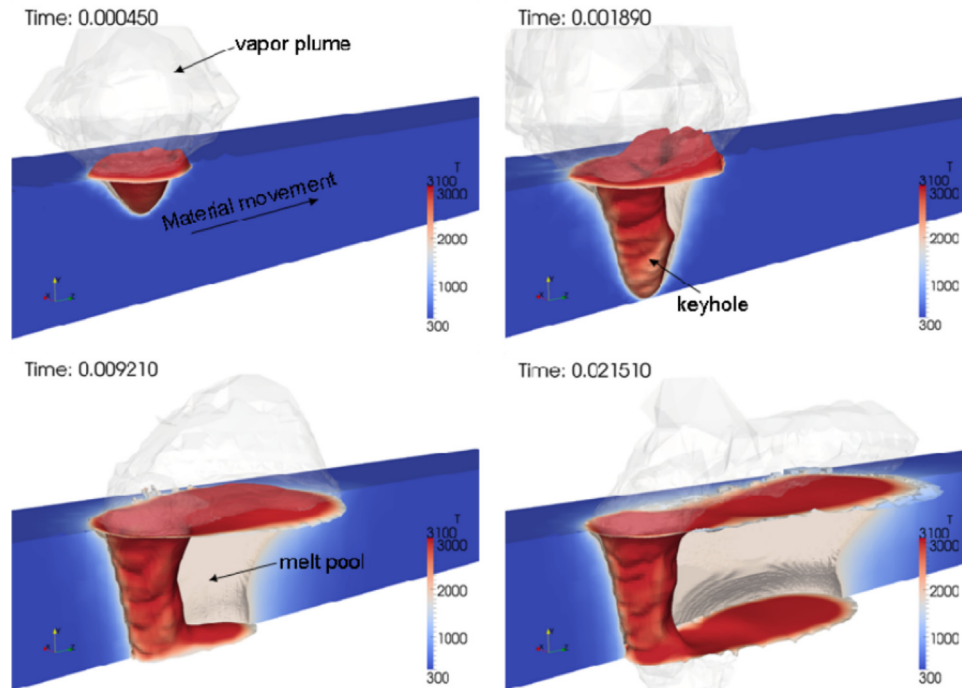 Time: 0.000450
vapor plume
Material movement
T
3100
3000
2000
1000
300
Time: 0.001890
keyhole
T
3100
3000
2000
1000
300
Time: 0.009210
melt pool
T
3100
3000
2000
1000
300
Time: 0.021510
T
3100
3000
2000
1000
300